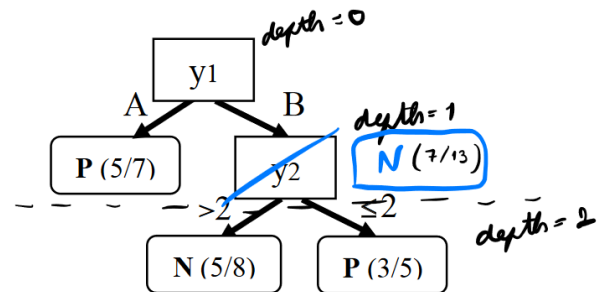 depth=0
y1
A B
depth=1
P (5/7) y2 N (7/13)
>2 ≤2
depth=2
N (5/8) P (3/5)